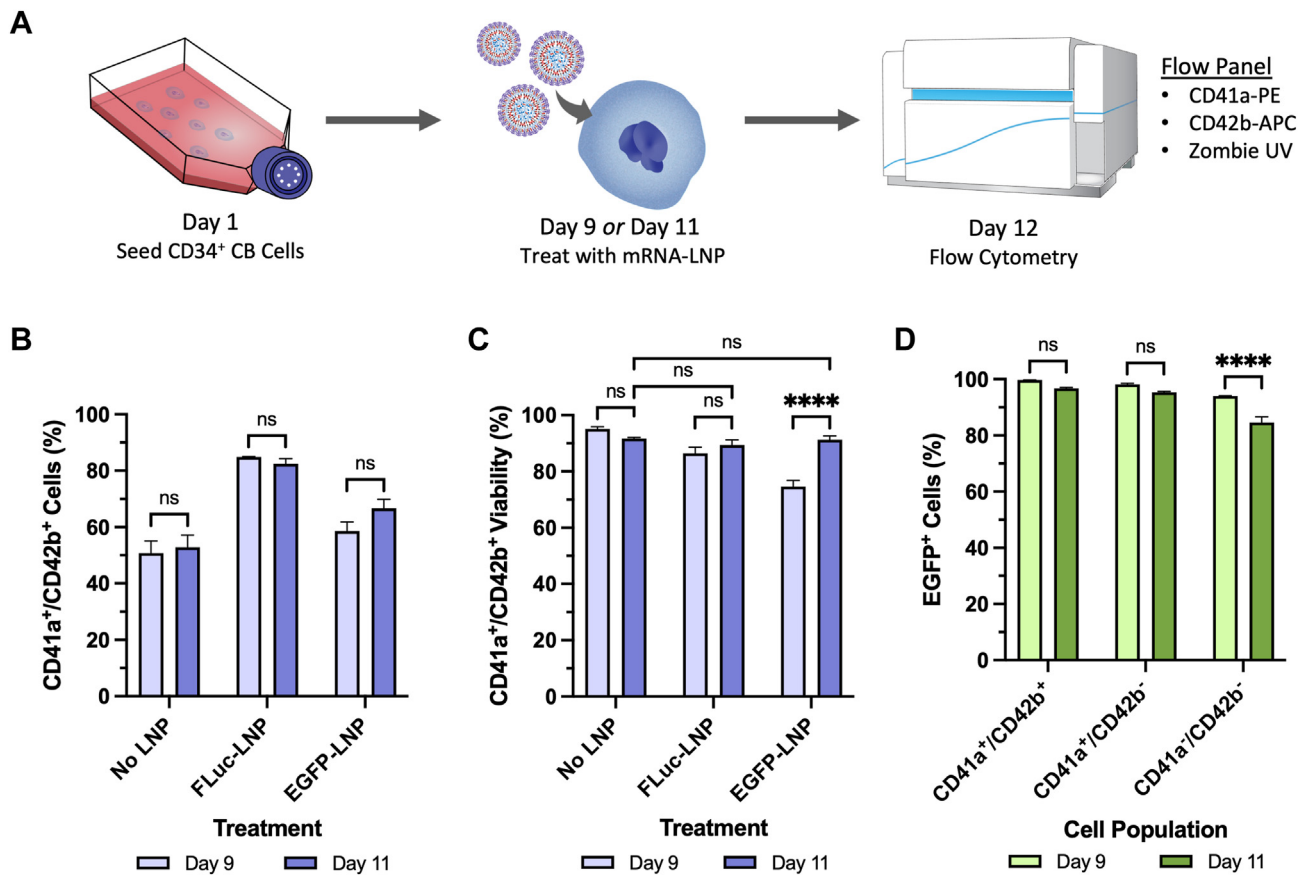 A
Day 1
Seed CD34⁺ CB Cells
Day 9 or Day 11
Treat with mRNA-LNP
Day 12
Flow Cytometry
Flow Panel
• CD41a-PE
• CD42b-APC
• Zombie UV
B
CD41a⁺/CD42b⁺ Cells (%)
100
80
60
40
20
0
ns
ns
ns
No LNP
FLuc-LNP
EGFP-LNP
Treatment
Day 9
Day 11
C
CD41a⁺/CD42b⁺ Viability (%)
100
80
60
40
20
0
ns
ns
ns
ns
****
No LNP
FLuc-LNP
EGFP-LNP
Treatment
Day 9
Day 11
D
EGFP⁺ Cells (%)
100
80
60
40
20
0
ns
ns
****
CD41a⁺/CD42b⁺
CD41a⁺/CD42b⁻
CD41a⁻/CD42b⁻
Cell Population
Day 9
Day 11